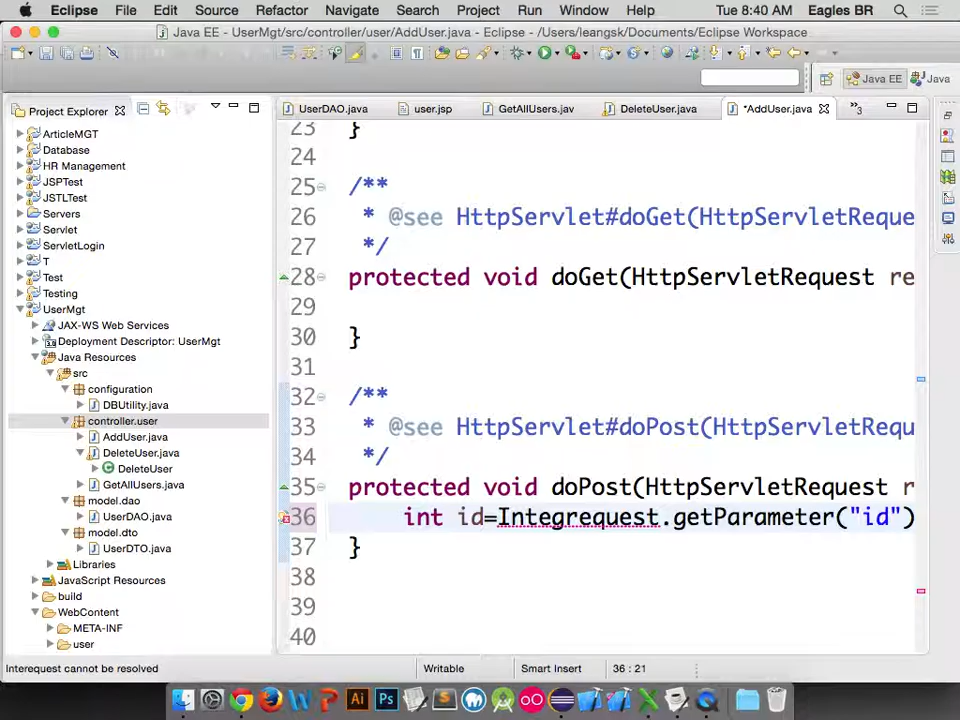 Eclipse File Edit Source Refactor Navigate Search Project Run Window Help Tue 8:40 AM Eagles BR
Java EE - UserMgt/src/controller/user/AddUser.java - Eclipse - /Users/leangsk/Documents/Eclipse Workspace
Java EE Java
Project Explorer
UserDAO.java user.jsp GetAllUsers.jav DeleteUser.java *AddUser.java »3
ArticleMGT
Database
HR Management
JSPTest
JSTLTest
Servers
Servlet
ServletLogin
T
Test
Testing
UserMgt
JAX-WS Web Services
Deployment Descriptor: UserMgt
Java Resources
src
configuration
DBUtility.java
controller.user
AddUser.java
DeleteUser.java
DeleteUser
GetAllUsers.java
model.dao
UserDAO.java
model.dto
UserDTO.java
Libraries
JavaScript Resources
build
WebContent
META-INF
user
23 }
24
25 /**
26 * @see HttpServlet#doGet(HttpServletReque
27 */
28 protected void doGet(HttpServletRequest re
29
30 }
31
32 /**
33 * @see HttpServlet#doPost(HttpServletRequ
34 */
35 protected void doPost(HttpServletRequest r
36 int id=Integrequest.getParameter("id")
37 }
38
39
40
Interequest cannot be resolved Writable Smart Insert 36 : 21